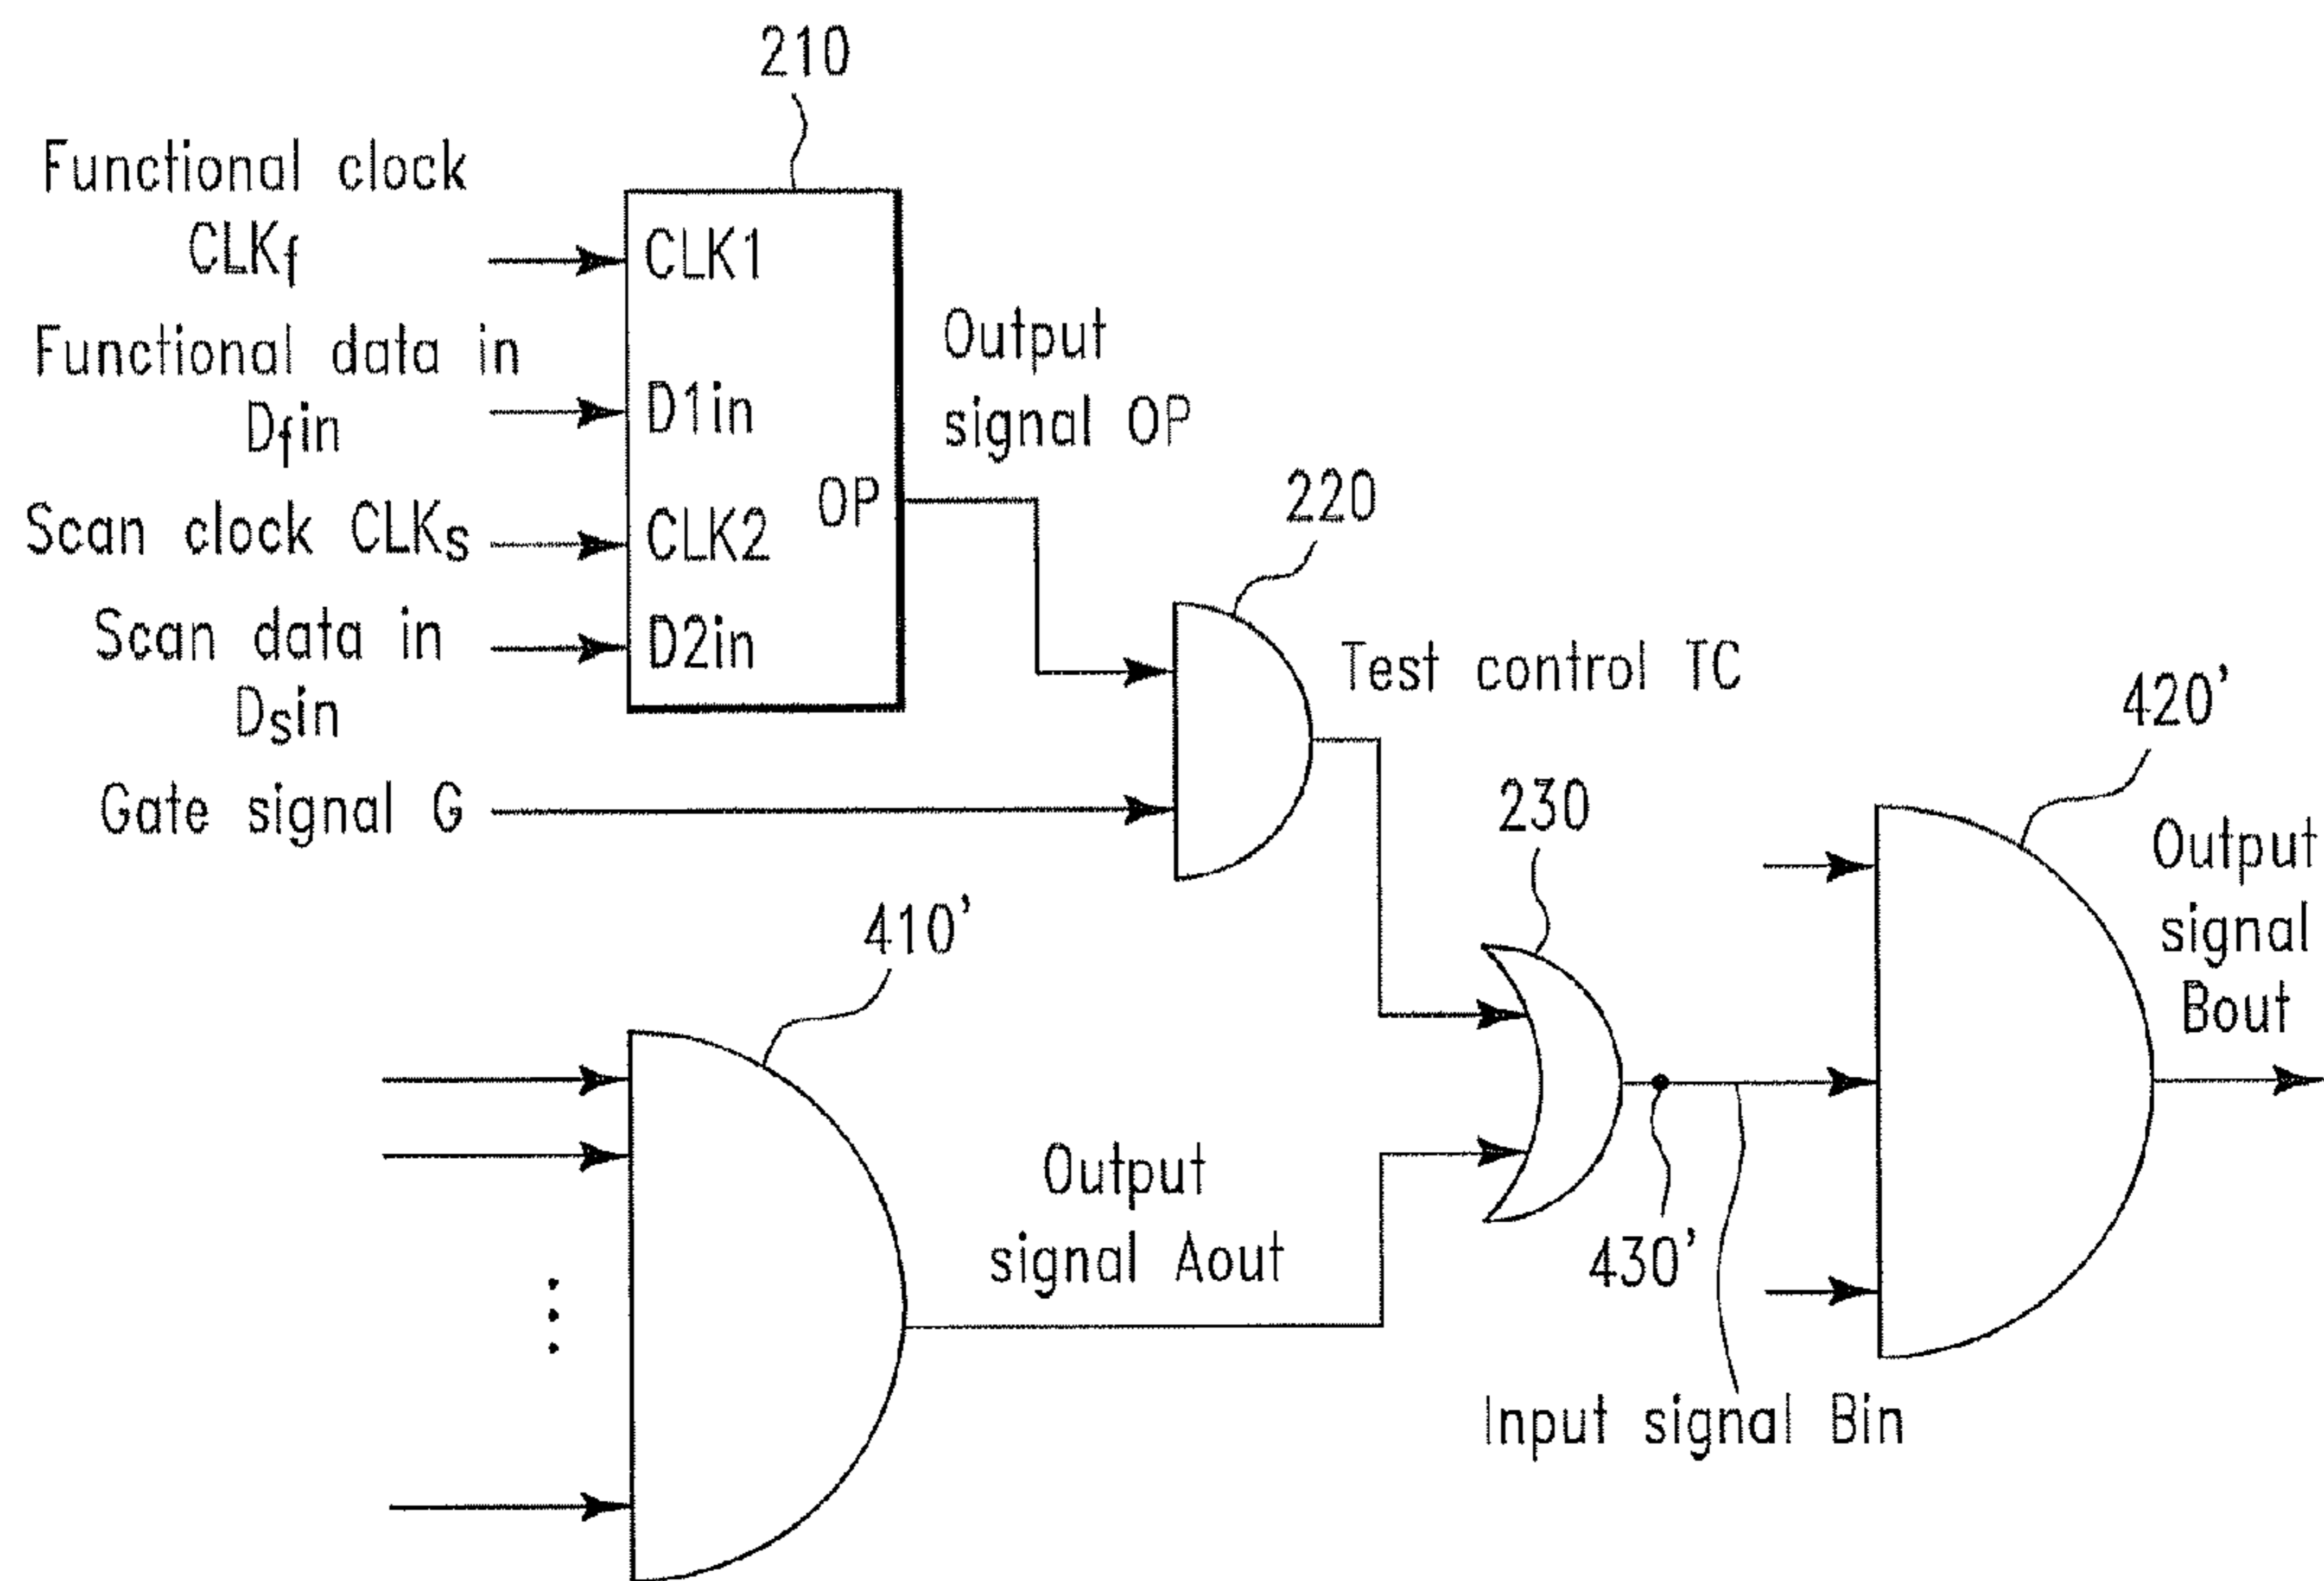 210
Functional clock
CLKf
CLK1
Functional data in
Dfin
D1in
Output
signal OP
OP
Scan clock CLKs
CLK2
220
Scan data in
Dsin
D2in
Test control TC
420'
Gate signal G
230
Output
signal
Bout
410'
Output
signal Aout
430'
Input signal Bin